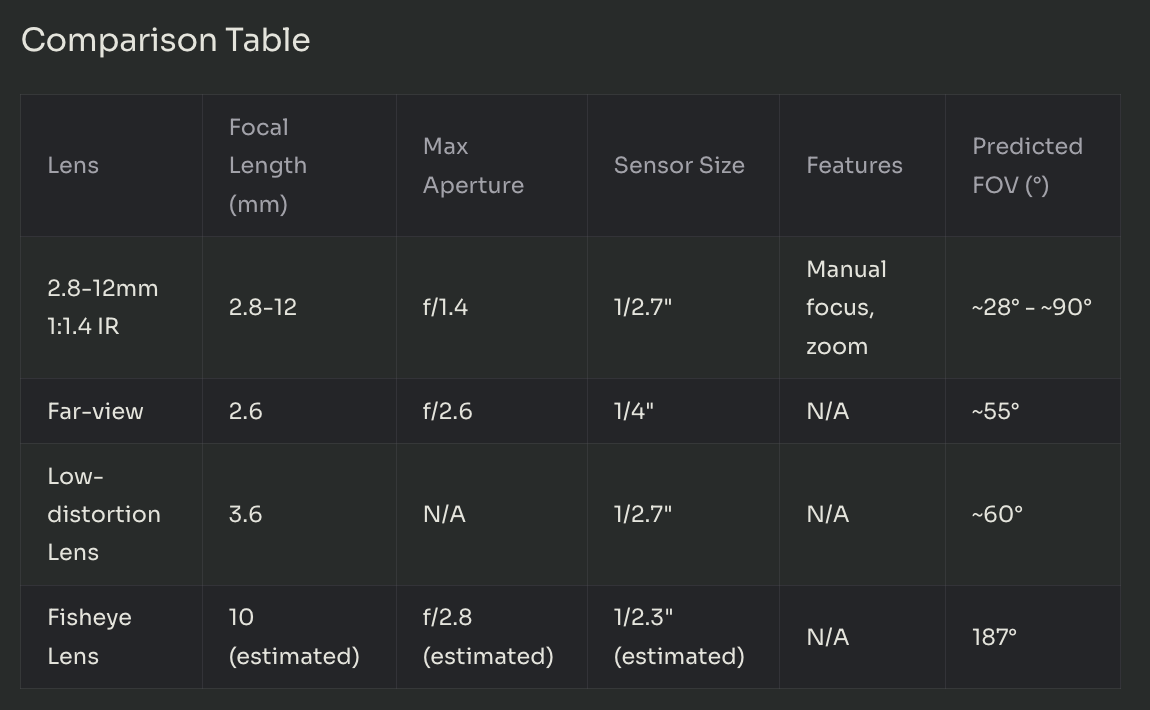 Comparison Table
Lens
Focal
Length
(mm)
Max
Aperture
Sensor Size
Features
Predicted
FOV (°)
2.8-12mm
1:1.4 IR
2.8-12
f/1.4
1/2.7"
Manual
focus,
zoom
~28° - ~90°
Far-view
2.6
f/2.6
1/4"
N/A
~55°
Low-
distortion
Lens
3.6
N/A
1/2.7"
N/A
~60°
Fisheye
Lens
10
(estimated)
f/2.8
(estimated)
1/2.3"
(estimated)
N/A
187°